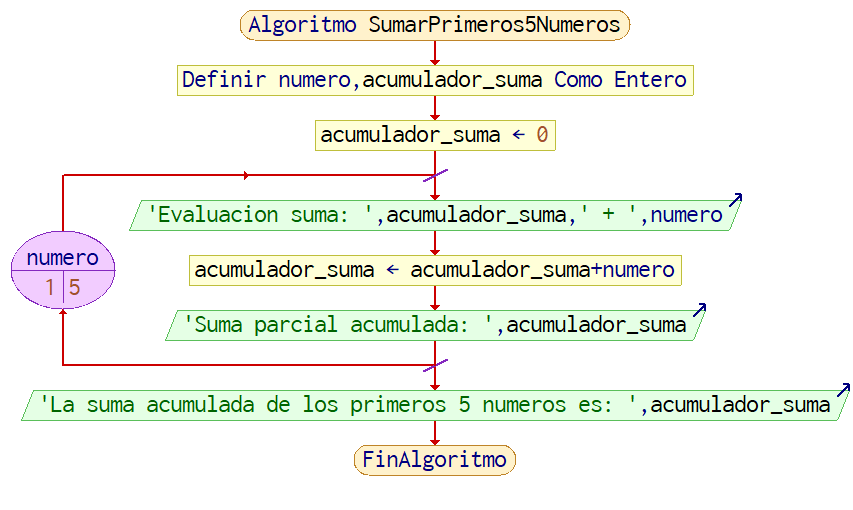 Algoritmo SumarPrimeros5Numeros
Definir numero,acumulador_suma Como Entero
acumulador_suma ← 0
'Evaluacion suma: ',acumulador_suma,' + ',numero
numero
1 5
acumulador_suma ← acumulador_suma+numero
'Suma parcial acumulada: ',acumulador_suma
'La suma acumulada de los primeros 5 numeros es: ',acumulador_suma
FinAlgoritmo